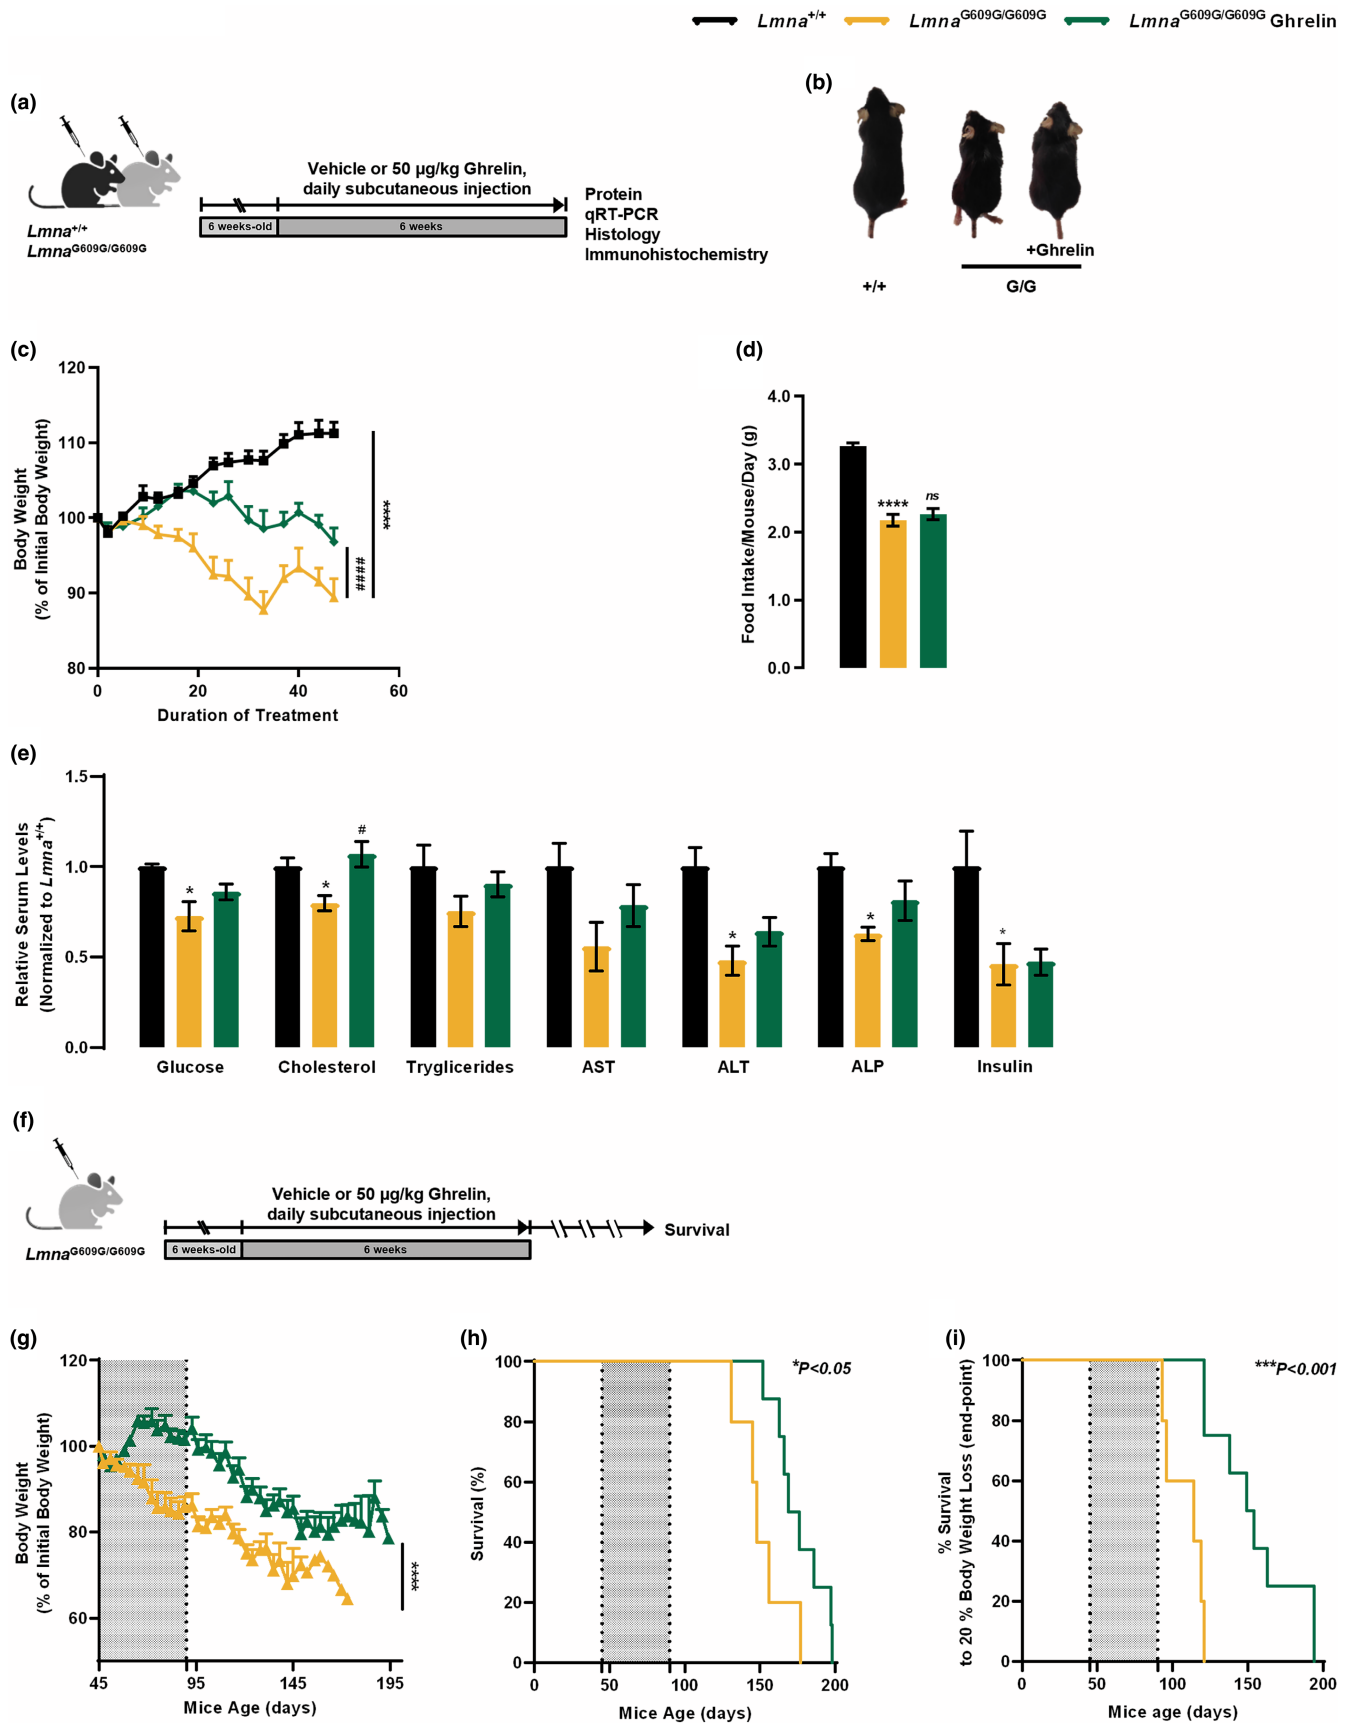 Lmna+/+ LmnaG609G/G609G LmnaG609G/G609G Ghrelin
(a)
Vehicle or 50 µg/kg Ghrelin,
daily subcutaneous injection
6 weeks-old 6 weeks
Lmna+/+
LmnaG609G/G609G
Protein
qRT-PCR
Histology
Immunohistochemistry
(b)
+Ghrelin
+/+ G/G
(c)
Body Weight
(% of Initial Body Weight)
120
110
100
90
80
0 20 40 60
Duration of Treatment
####
****
(d)
Food Intake/Mouse/Day (g)
4.0
3.0
2.0
1.0
0.0
**** ns
(e)
Relative Serum Levels
(Normalized to Lmna+/+)
1.5
1.0
0.5
0.0
* * # * * *
Glucose Cholesterol Tryglicerides AST ALT ALP Insulin
(f)
Vehicle or 50 µg/kg Ghrelin,
daily subcutaneous injection
6 weeks-old 6 weeks
Survival
LmnaG609G/G609G
(g)
Body Weight
(% of Initial Body Weight)
120
100
80
60
45 95 145 195
Mice Age (days)
****
(h)
Survival (%)
100
80
60
40
20
0
0 50 100 150 200
Mice Age (days)
*P<0.05
(i)
% Survival
to 20 % Body Weight Loss (end-point)
100
80
60
40
20
0
0 50 100 150 200
Mice age (days)
***P<0.001